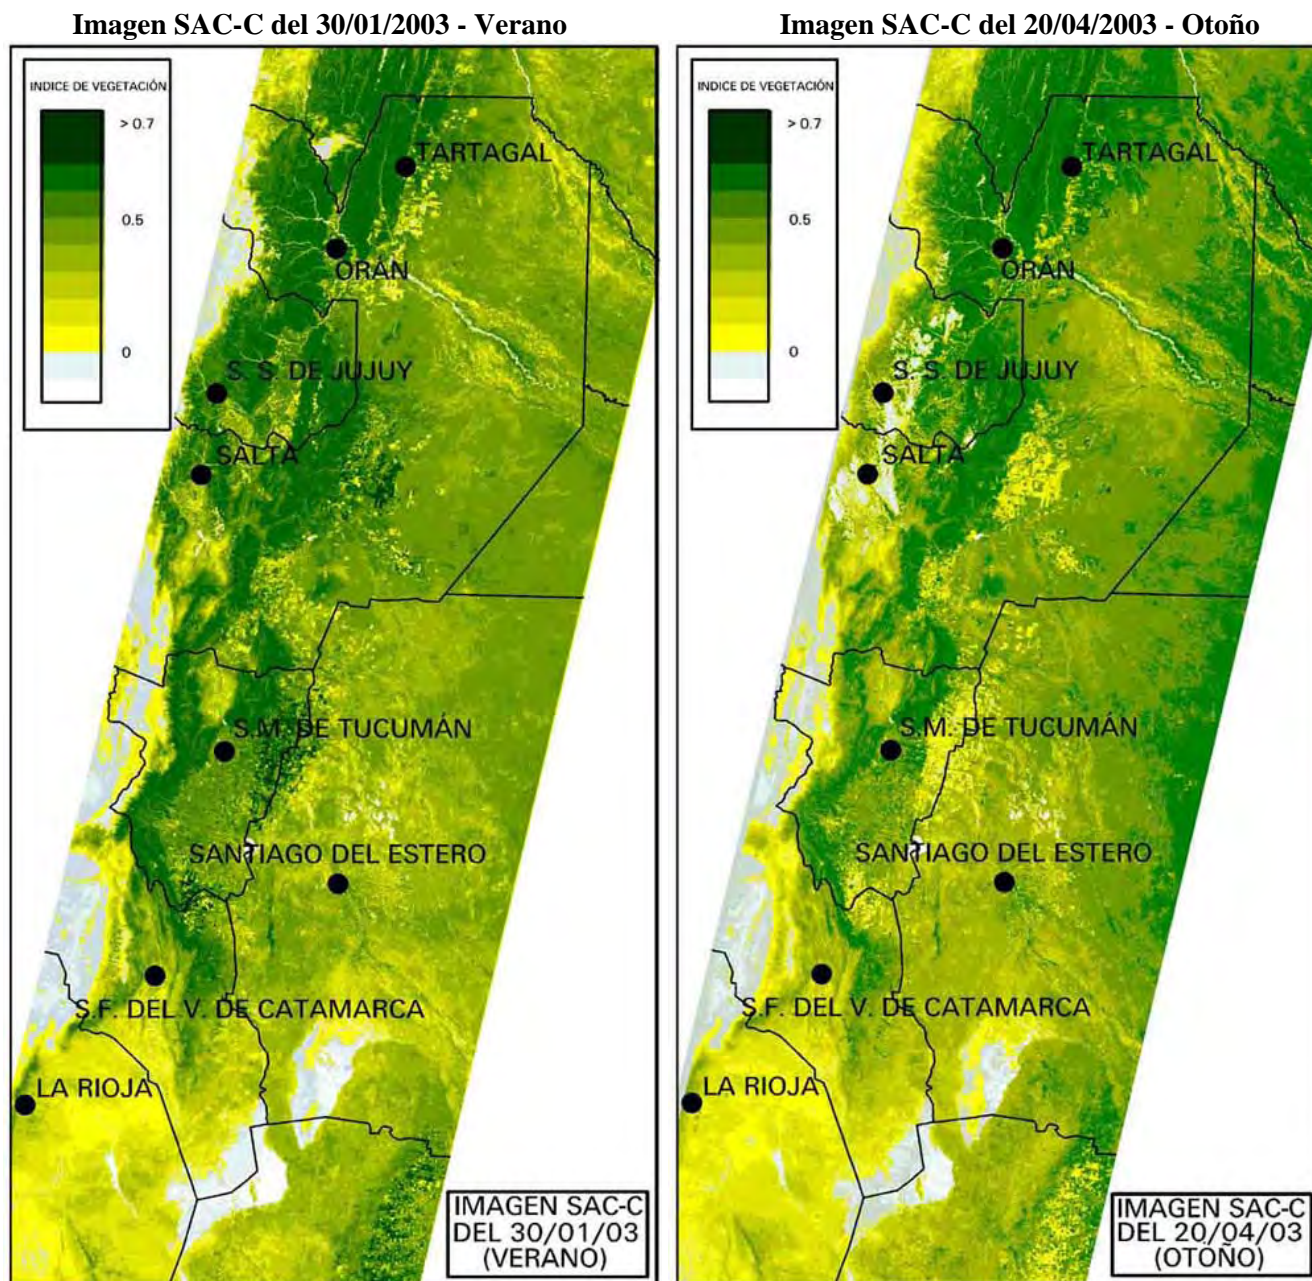 Imagen SAC-C del 30/01/2003 - Verano
INDICE DE VEGETACIÓN
> 0.7
0.5
0
TARTAGAL
ORÁN
S. S. DE JUJUY
SALTA
S.M. DE TUCUMÁN
SANTIAGO DEL ESTERO
S.F. DEL V. DE CATAMARCA
LA RIOJA
IMAGEN SAC-C
DEL 30/01/03
(VERANO)
Imagen SAC-C del 20/04/2003 - Otoño
INDICE DE VEGETACIÓN
> 0.7
0.5
0
TARTAGAL
ORÁN
S. S. DE JUJUY
SALTA
S.M. DE TUCUMÁN
SANTIAGO DEL ESTERO
S.F. DEL V. DE CATAMARCA
LA RIOJA
IMAGEN SAC-C
DEL 20/04/03
(OTOÑO)